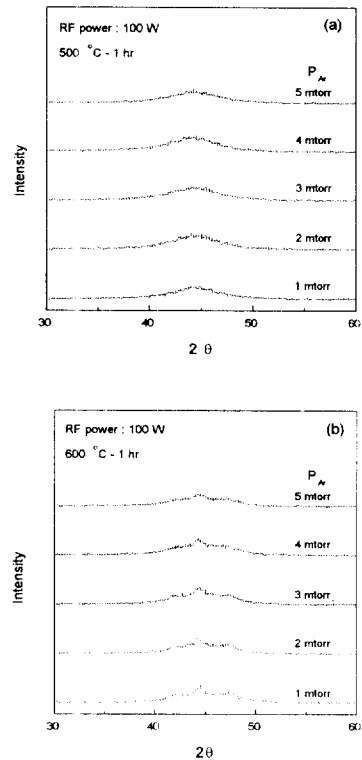 (a)
RF power : 100 W
500 °C - 1 hr
P Ar
5 mtorr
4 mtorr
3 mtorr
2 mtorr
1 mtorr
Intensity
30 40 50 60
2 θ
(b)
RF power : 100 W
600 °C - 1 hr
P Ar
5 mtorr
4 mtorr
3 mtorr
2 mtorr
1 mtorr
Intensity
30 40 50 60
2θ